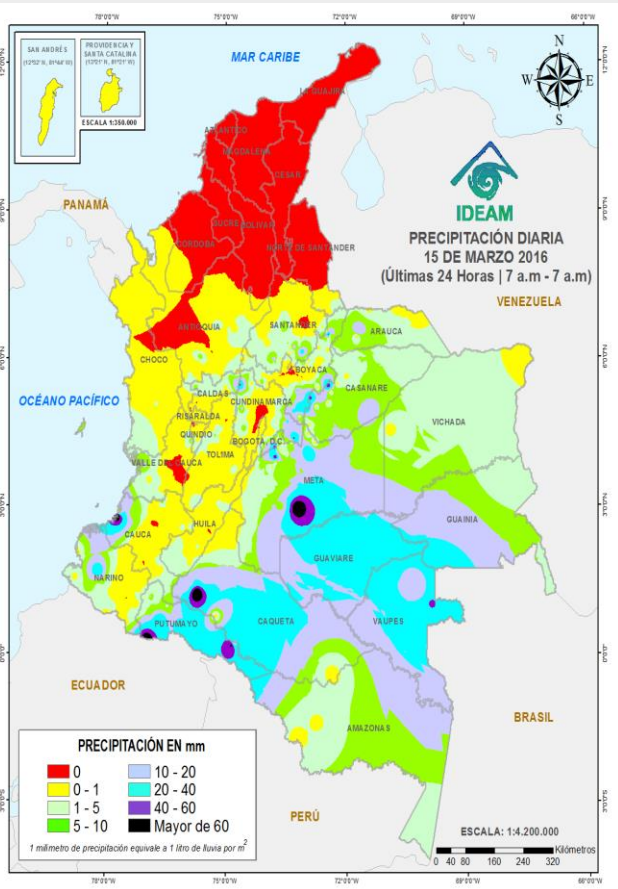 78°0'0"W 75°0'0"W 72°0'0"W 69°0'0"W 66°0'0"W
SAN ANDRÉS
PROVIDENCIA Y
SANTA CATALINA
ESCALA 1:350.000
MAR CARIBE
N
W E
S
IDEAM
PRECIPITACIÓN DIARIA
15 DE MARZO 2016
(Últimas 24 Horas | 7 a.m - 7 a.m)
PANAMÁ
VENEZUELA
OCÉANO PACÍFICO
ECUADOR
BRASIL
PERÚ
LA GUAJIRA
ATLANTICO
MAGDALENA
CESAR
SUCRE
BOLIVAR
CORDOBA
NORTE DE SANTANDER
ANTIOQUIA
SANTANDER
ARAUCA
CHOCO
BOYACA
CASANARE
CALDAS
CUNDINAMARCA
VICHADA
RISARALDA
QUINDIO
BOGOTA, D.C.
TOLIMA
VALLE DEL CAUCA
META
GUAINIA
CAUCA
HUILA
GUAVIARE
NARIÑO
PUTUMAYO
CAQUETA
VAUPES
AMAZONAS
PRECIPITACIÓN EN mm
0
0 - 1
1 - 5
5 - 10
10 - 20
20 - 40
40 - 60
Mayor de 60
1 milimetro de precipitación equivale a 1 litro de lluvia por m2
ESCALA: 1:4.200.000
Kilómetros
0 40 80 160 240 320